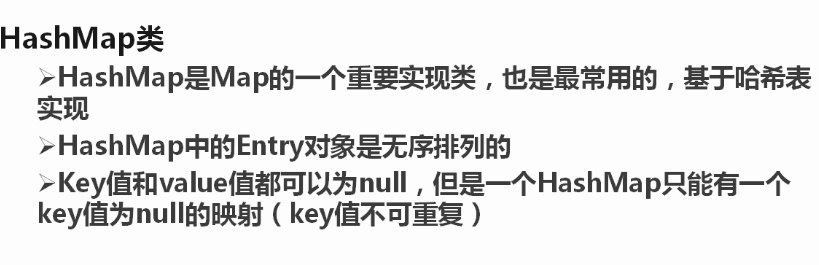 HashMap类
➢HashMap是Map的一个重要实现类，也是最常用的，基于哈希表
实现
➢HashMap中的Entry对象是无序排列的
➢Key值和value值都可以为null，但是一个HashMap只能有一个
key值为null的映射（key值不可重复）